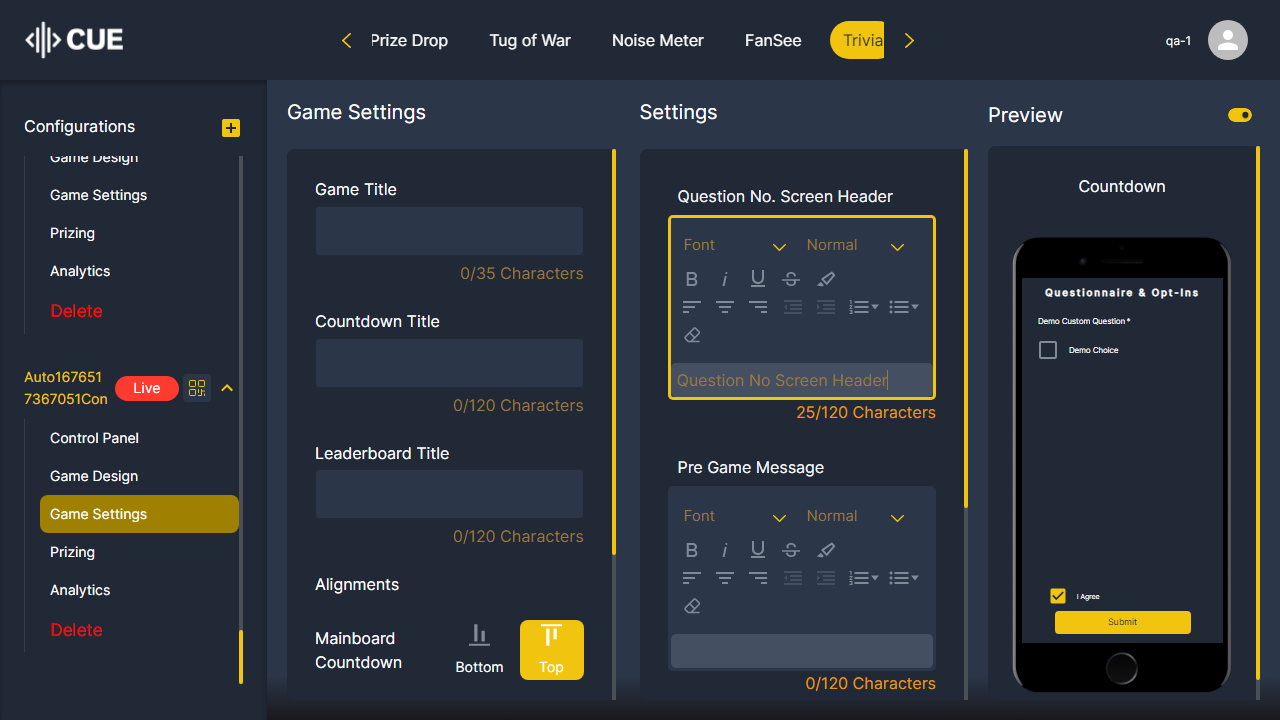 CUE
Prize Drop
Tug of War
Noise Meter
FanSee
Trivia
qa-1
Configurations
Game Design
Game Settings
Prizing
Analytics
Delete
Auto167651
7367051Con
Live
Control Panel
Game Design
Game Settings
Prizing
Analytics
Delete
Game Settings
Game Title
0/35 Characters
Countdown Title
0/120 Characters
Leaderboard Title
0/120 Characters
Alignments
Mainboard
Countdown
Bottom
Top
Settings
Question No. Screen Header
Font
Normal
B i U S
Question No Screen Header
25/120 Characters
Pre Game Message
Font
Normal
B i U S
0/120 Characters
Preview
Countdown
Questionnaire & Opt-Ins
Demo Custom Question *
Demo Choice
I Agree
Submit